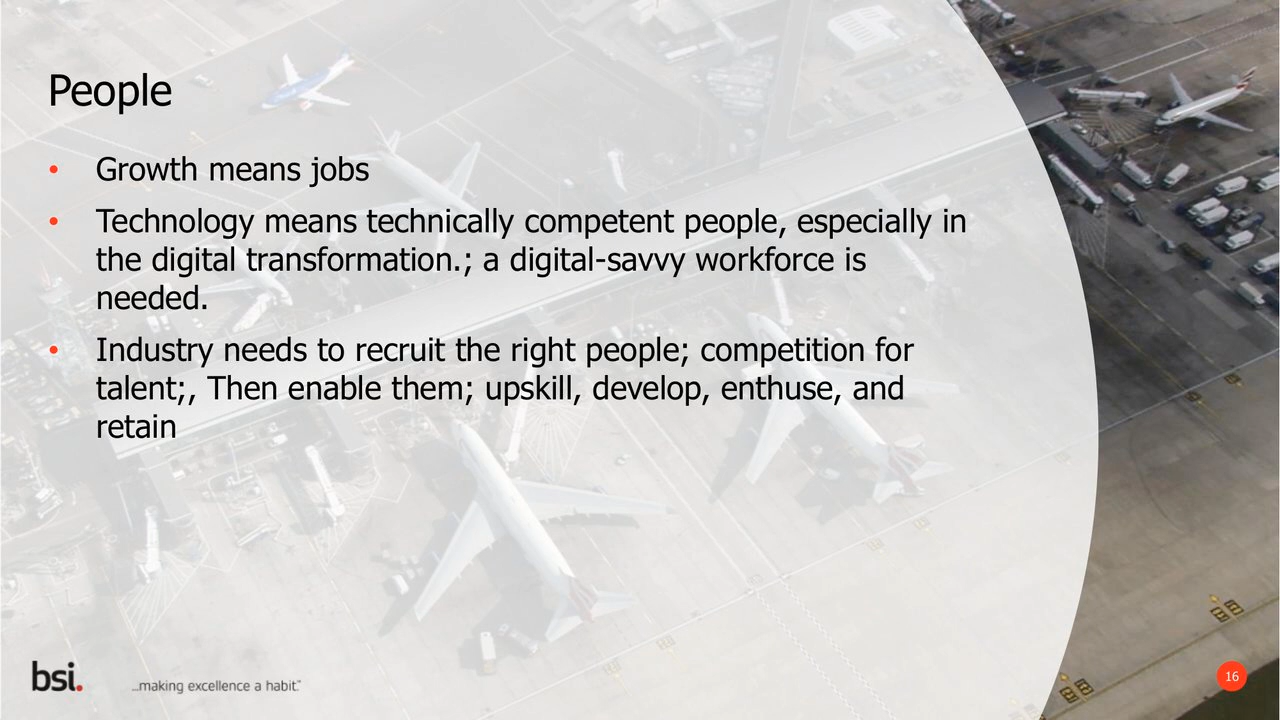 People
• Growth means jobs
• Technology means technically competent people, especially in
the digital transformation.; a digital-savvy workforce is
needed.
• Industry needs to recruit the right people; competition for
talent;, Then enable them; upskill, develop, enthuse, and
retain
bsi.
...making excellence a habit.™
16